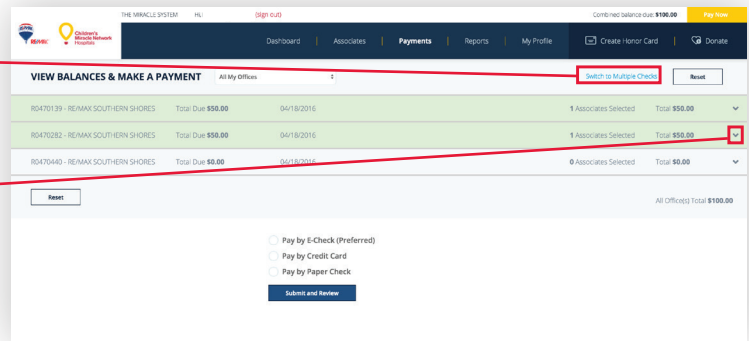 THE MIRACLE SYSTEM HU (sign out) Combined balance due: $100.00 Pay Now
RE/MAX Children's Miracle Network Hospitals Dashboard | Associates | Payments | Reports | My Profile Create Honor Card | Donate
VIEW BALANCES & MAKE A PAYMENT All My Offices Switch to Multiple Checks Reset
R0470139 - RE/MAX SOUTHERN SHORES Total Due $50.00 04/18/2016 1 Associates Selected Total $50.00
R0470282 - RE/MAX SOUTHERN SHORES Total Due $50.00 04/18/2016 1 Associates Selected Total $50.00
R0470440 - RE/MAX SOUTHERN SHORES Total Due $0.00 04/18/2016 0 Associates Selected Total $0.00
Reset All Office(s) Total $100.00
Pay by E-Check (Preferred)
Pay by Credit Card
Pay by Paper Check
Submit and Review